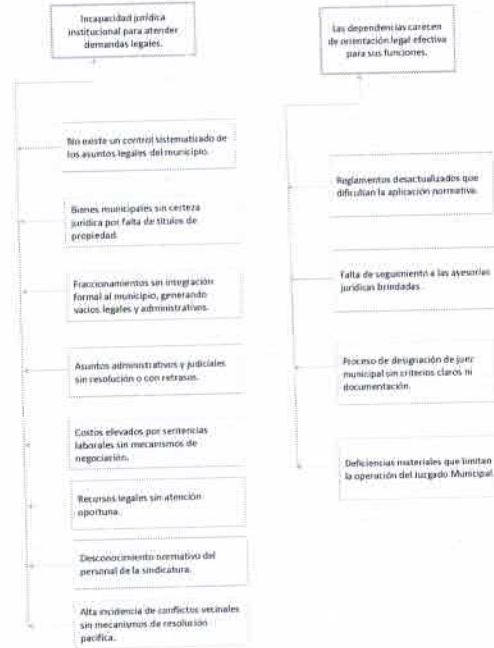 Incapacidad jurídica
institucional para atender
demandas legales.
No existe un control sistematizado de
los asuntos legales del municipio.
Bienes municipales sin certeza
jurídica por falta de títulos de
propiedad.
Fraccionamientos sin integración
formal al municipio, generando
vacíos legales y administrativos.
Asuntos administrativos y judiciales
sin resolución o con retrasos.
Costos elevados por sentencias
laborales sin mecanismos de
negociación.
Recursos legales sin atención
oportuna.
Desconocimiento normativo del
personal de la sindicatura.
Alta incidencia de conflictos vecinales
sin mecanismos de resolución
pacífica.
Las dependencias carecen
de orientación legal efectiva
para sus funciones.
Reglamentos desactualizados que
dificultan la aplicación normativa.
Falta de seguimiento a las asesorías
jurídicas brindadas.
Proceso de designación de juez
municipal sin criterios claros ni
documentación.
Deficiencias materiales que limitan
la operación del Juzgado Municipal.